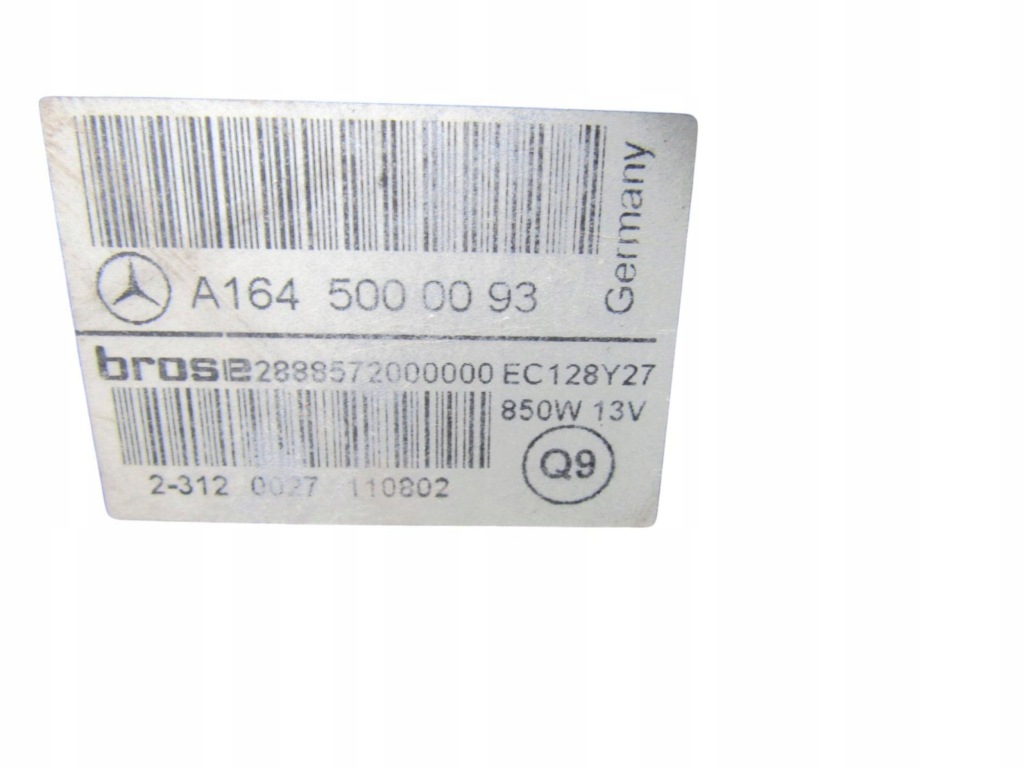 Germany
A164 500 00 93
brose 2888572000000 EC128Y27
850W 13V
Q9
2-312 0027 110802